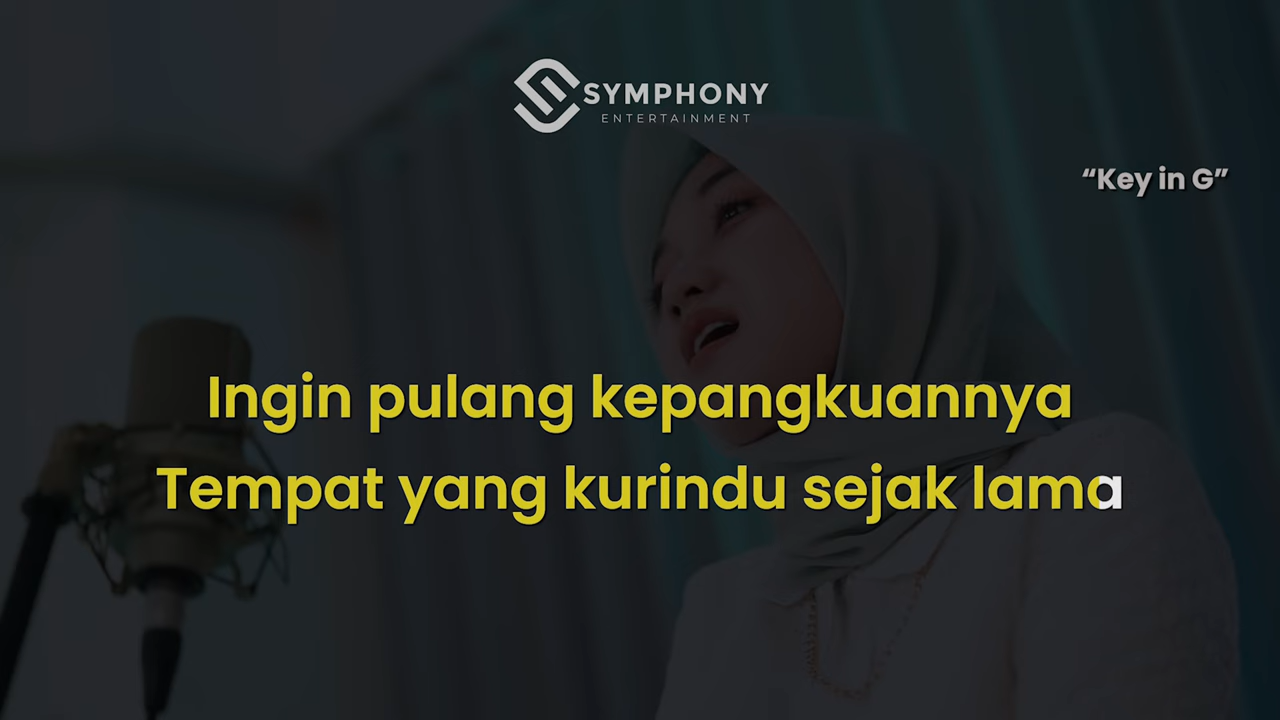 SYMPHONY
ENTERTAINMENT
“Key in G”
Ingin pulang kepangkuannya
Tempat yang kurindu sejak lama